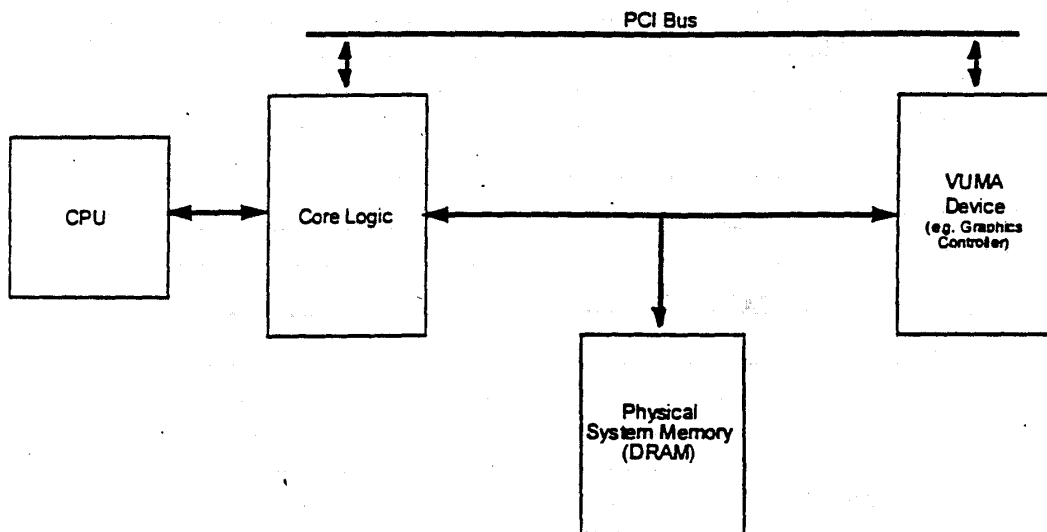 PCI Bus
CPU
Core Logic
VUMA
Device
(eg. Graphics
Controller)
Physical
System Memory
(DRAM)